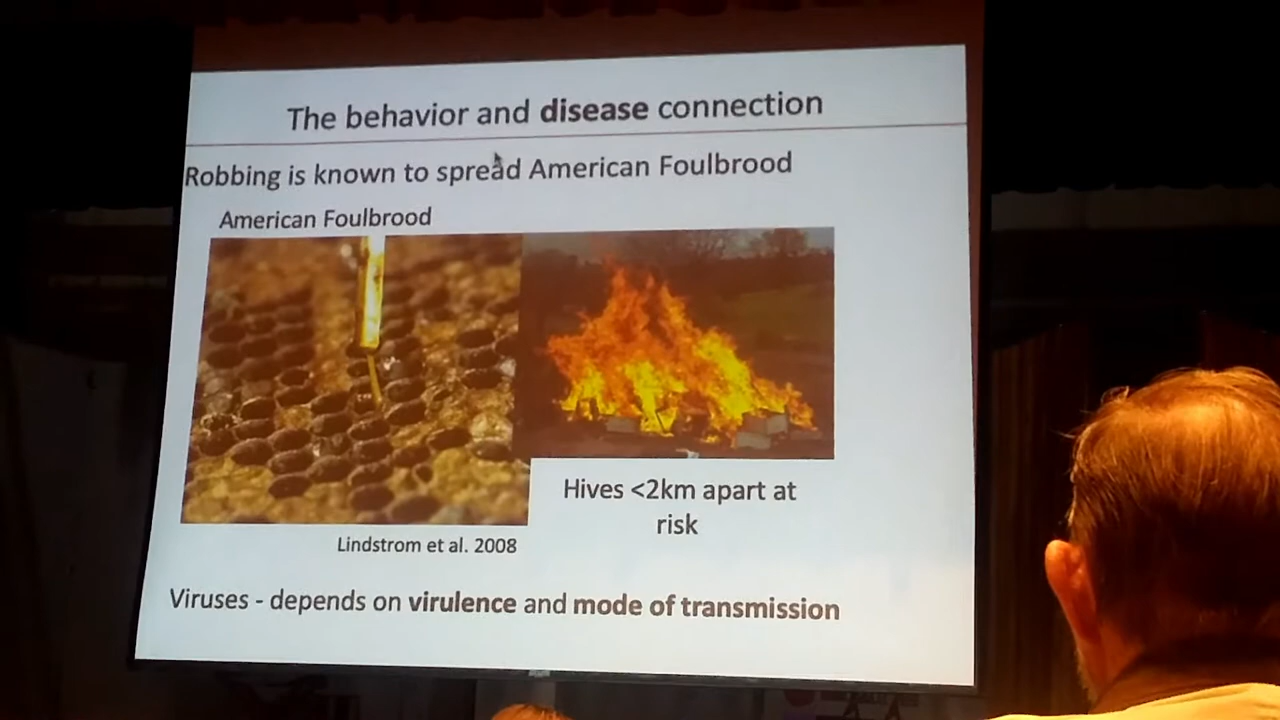 The behavior and disease connection
Robbing is known to spread American Foulbrood
American Foulbrood
Hives <2km apart at
risk
Lindstrom et al. 2008
Viruses - depends on virulence and mode of transmission